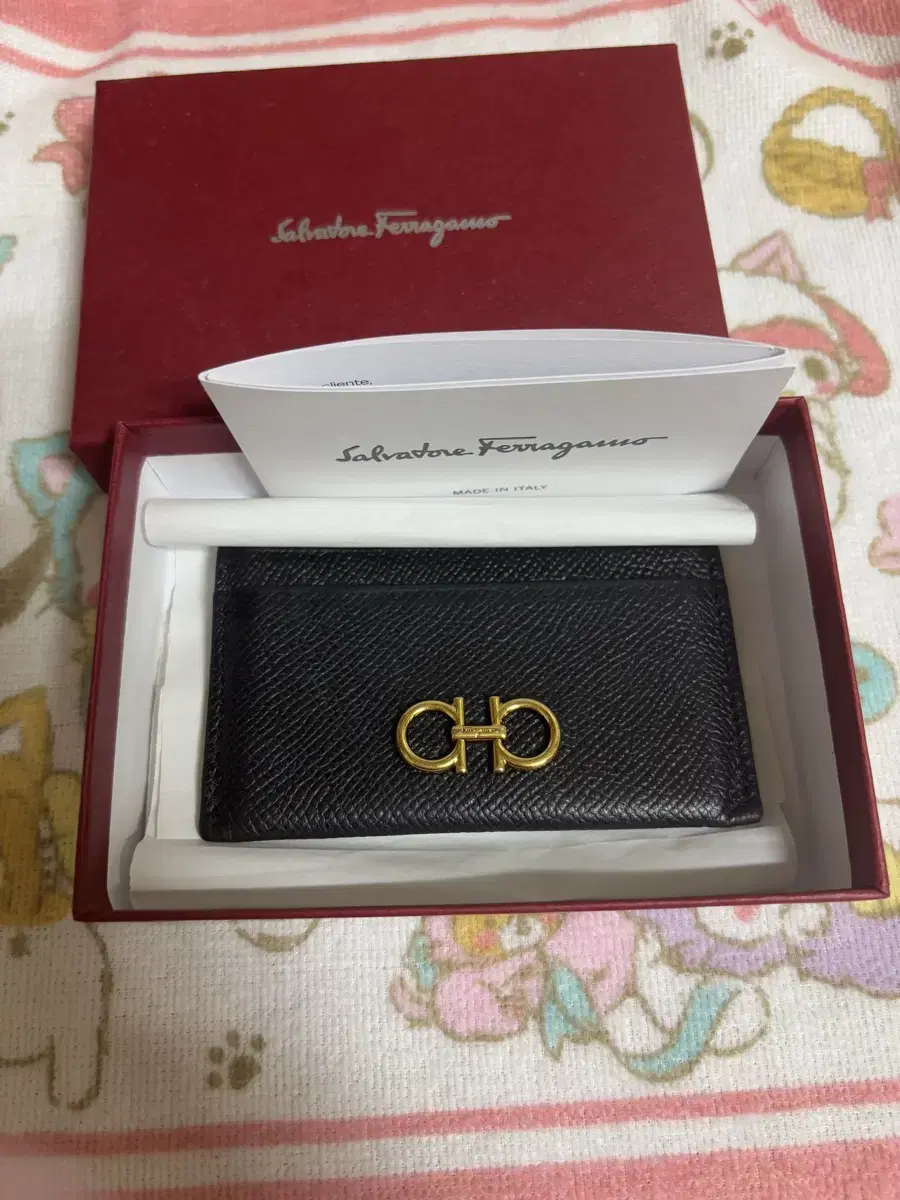 Salvatore Ferragamo
cliente,
Salvatore Ferragamo
MADE IN ITALY